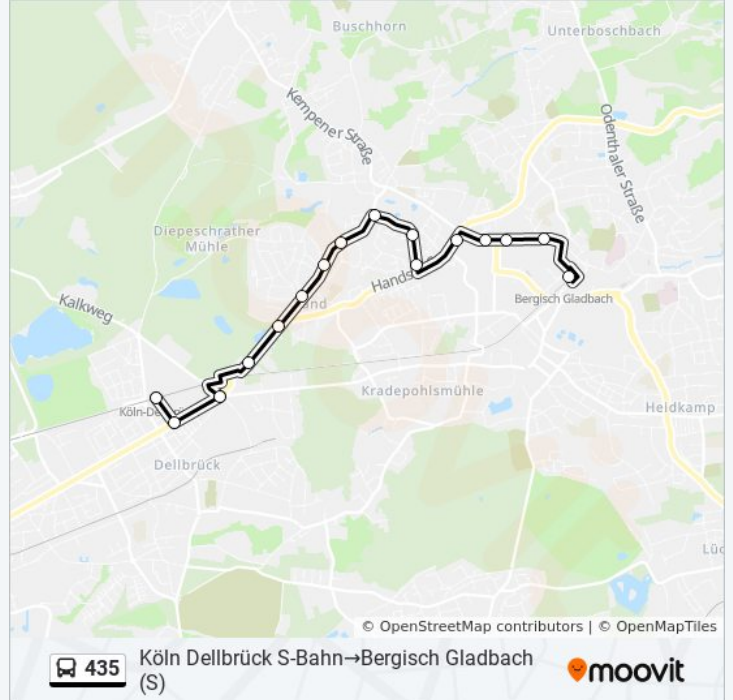 Buschhorn
Unterboschbach
Kempener Straße
Odenthaler Straße
Diepeschrather
Mühle
Kalkweg
Bergisch Gladbach
Kradepohlsmühle
Heidkamp
Dellbrück
© OpenStreetMap contributors | © OpenMapTiles
435
Köln Dellbrück S-Bahn→Bergisch Gladbach
(S)
moovit